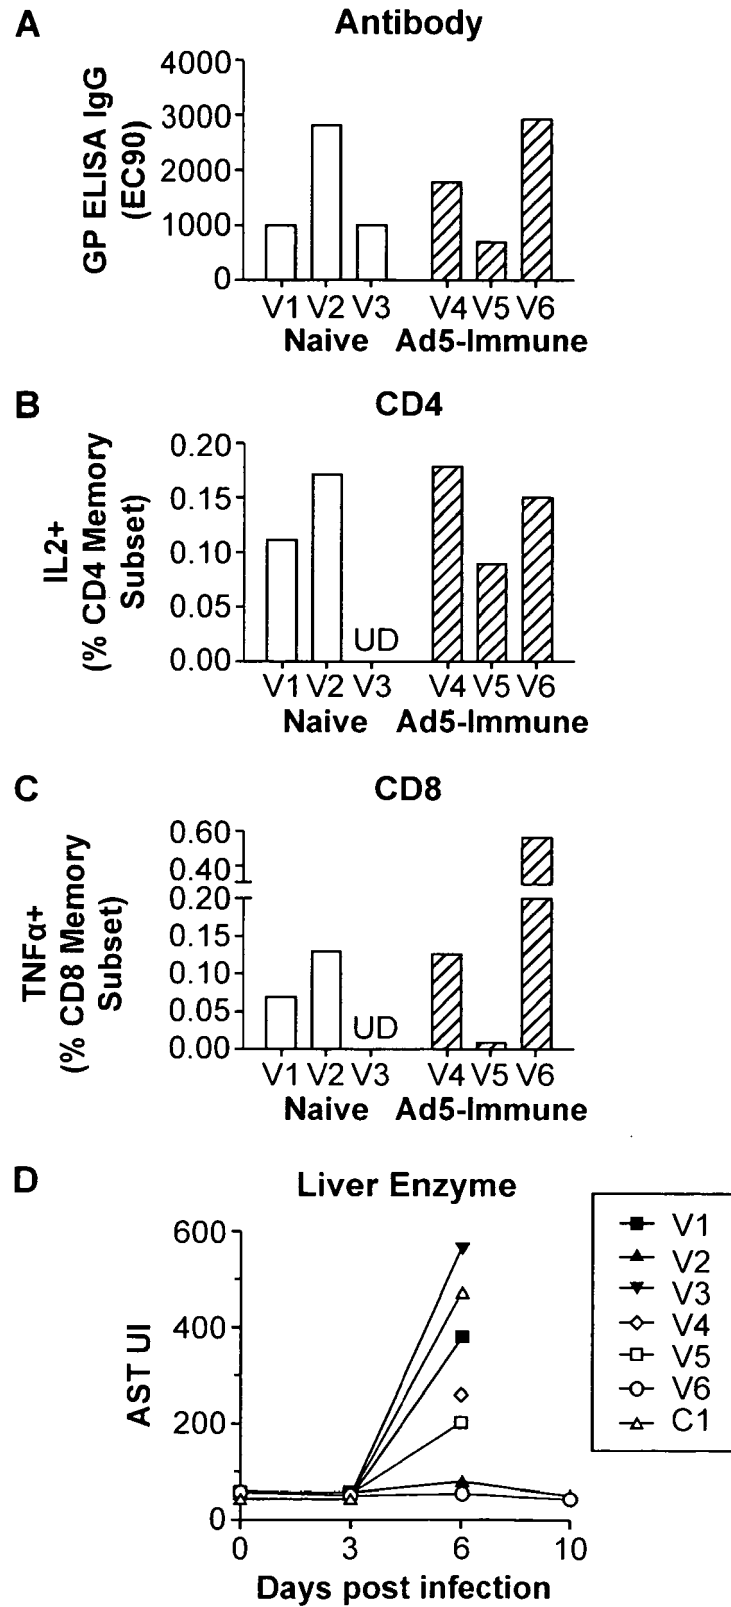 A
Antibody
GP ELISA IgG
(EC90)
4000
3000
2000
1000
0
V1 V2 V3 V4 V5 V6
Naive Ad5-Immune
B
CD4
IL2+
(% CD4 Memory
Subset)
0.20
0.15
0.10
0.05
0.00
UD
V1 V2 V3 V4 V5 V6
Naive Ad5-Immune
C
CD8
TNFα+
(% CD8 Memory
Subset)
0.60
0.40
0.20
0.15
0.10
0.05
0.00
UD
V1 V2 V3 V4 V5 V6
Naive Ad5-Immune
D
Liver Enzyme
AST UI
600
400
200
0
0 3 6 10
Days post infection
V1
V2
V3
V4
V5
V6
C1